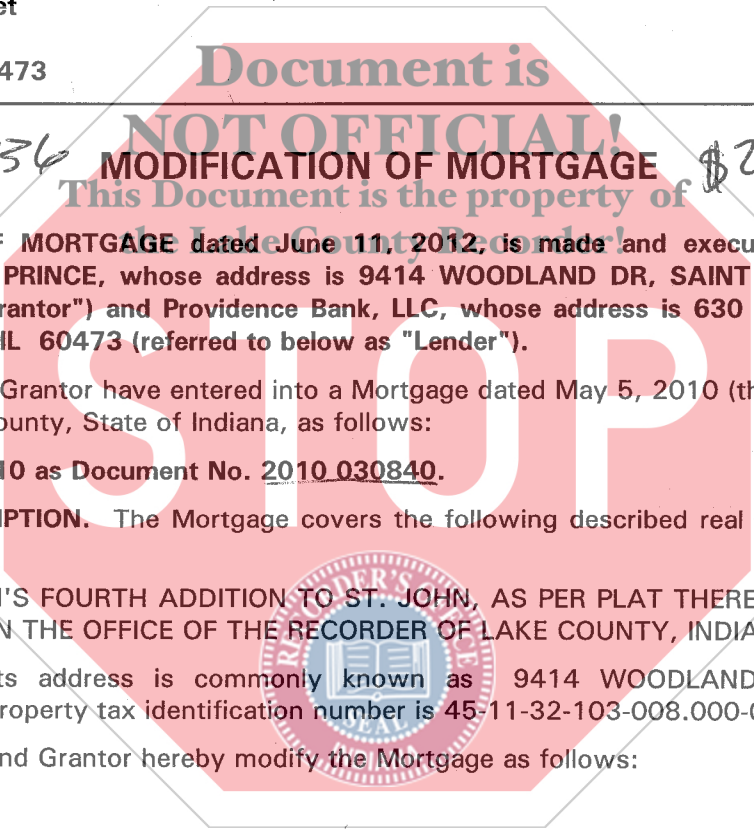 et
473
Document is
NOT OFFICIAL!
36 MODIFICATION OF MORTGAGE $2
This Document is the property of
the Lake County Recorder!
F MORTGAGE dated June 11, 2012, is made and execu
PRINCE, whose address is 9414 WOODLAND DR, SAINT
rantor") and Providence Bank, LLC, whose address is 630
IL 60473 (referred to below as "Lender").
Grantor have entered into a Mortgage dated May 5, 2010 (th
ounty, State of Indiana, as follows:
10 as Document No. 2010 030840.
IPTION. The Mortgage covers the following described real
STOP
I'S FOURTH ADDITION TO ST. JOHN, AS PER PLAT THERE
N THE OFFICE OF THE RECORDER OF LAKE COUNTY, INDIA
ts address is commonly known as 9414 WOODLAND
roperty tax identification number is 45-11-32-103-008.000-0
nd Grantor hereby modify the Mortgage as follows:
RECORDER'S OFFICE
SEAL
INDIANA